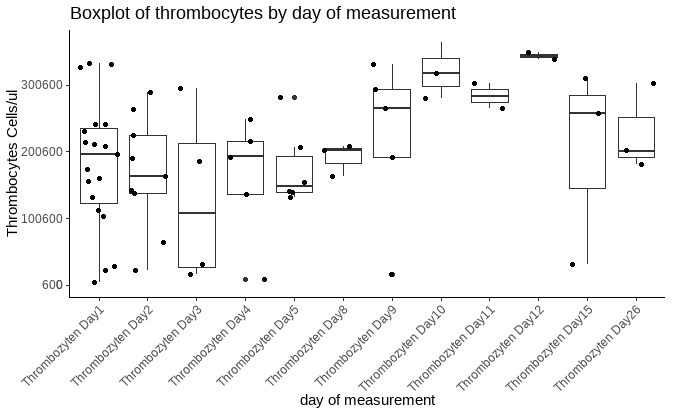 Boxplot of thrombocytes by day of measurement
Thrombocytes Cells/ul
300600
200600
100600
600
Thrombozyten Day1
Thrombozyten Day2
Thrombozyten Day3
Thrombozyten Day4
Thrombozyten Day5
Thrombozyten Day8
Thrombozyten Day9
Thrombozyten Day10
Thrombozyten Day11
Thrombozyten Day12
Thrombozyten Day15
Thrombozyten Day26
day of measurement